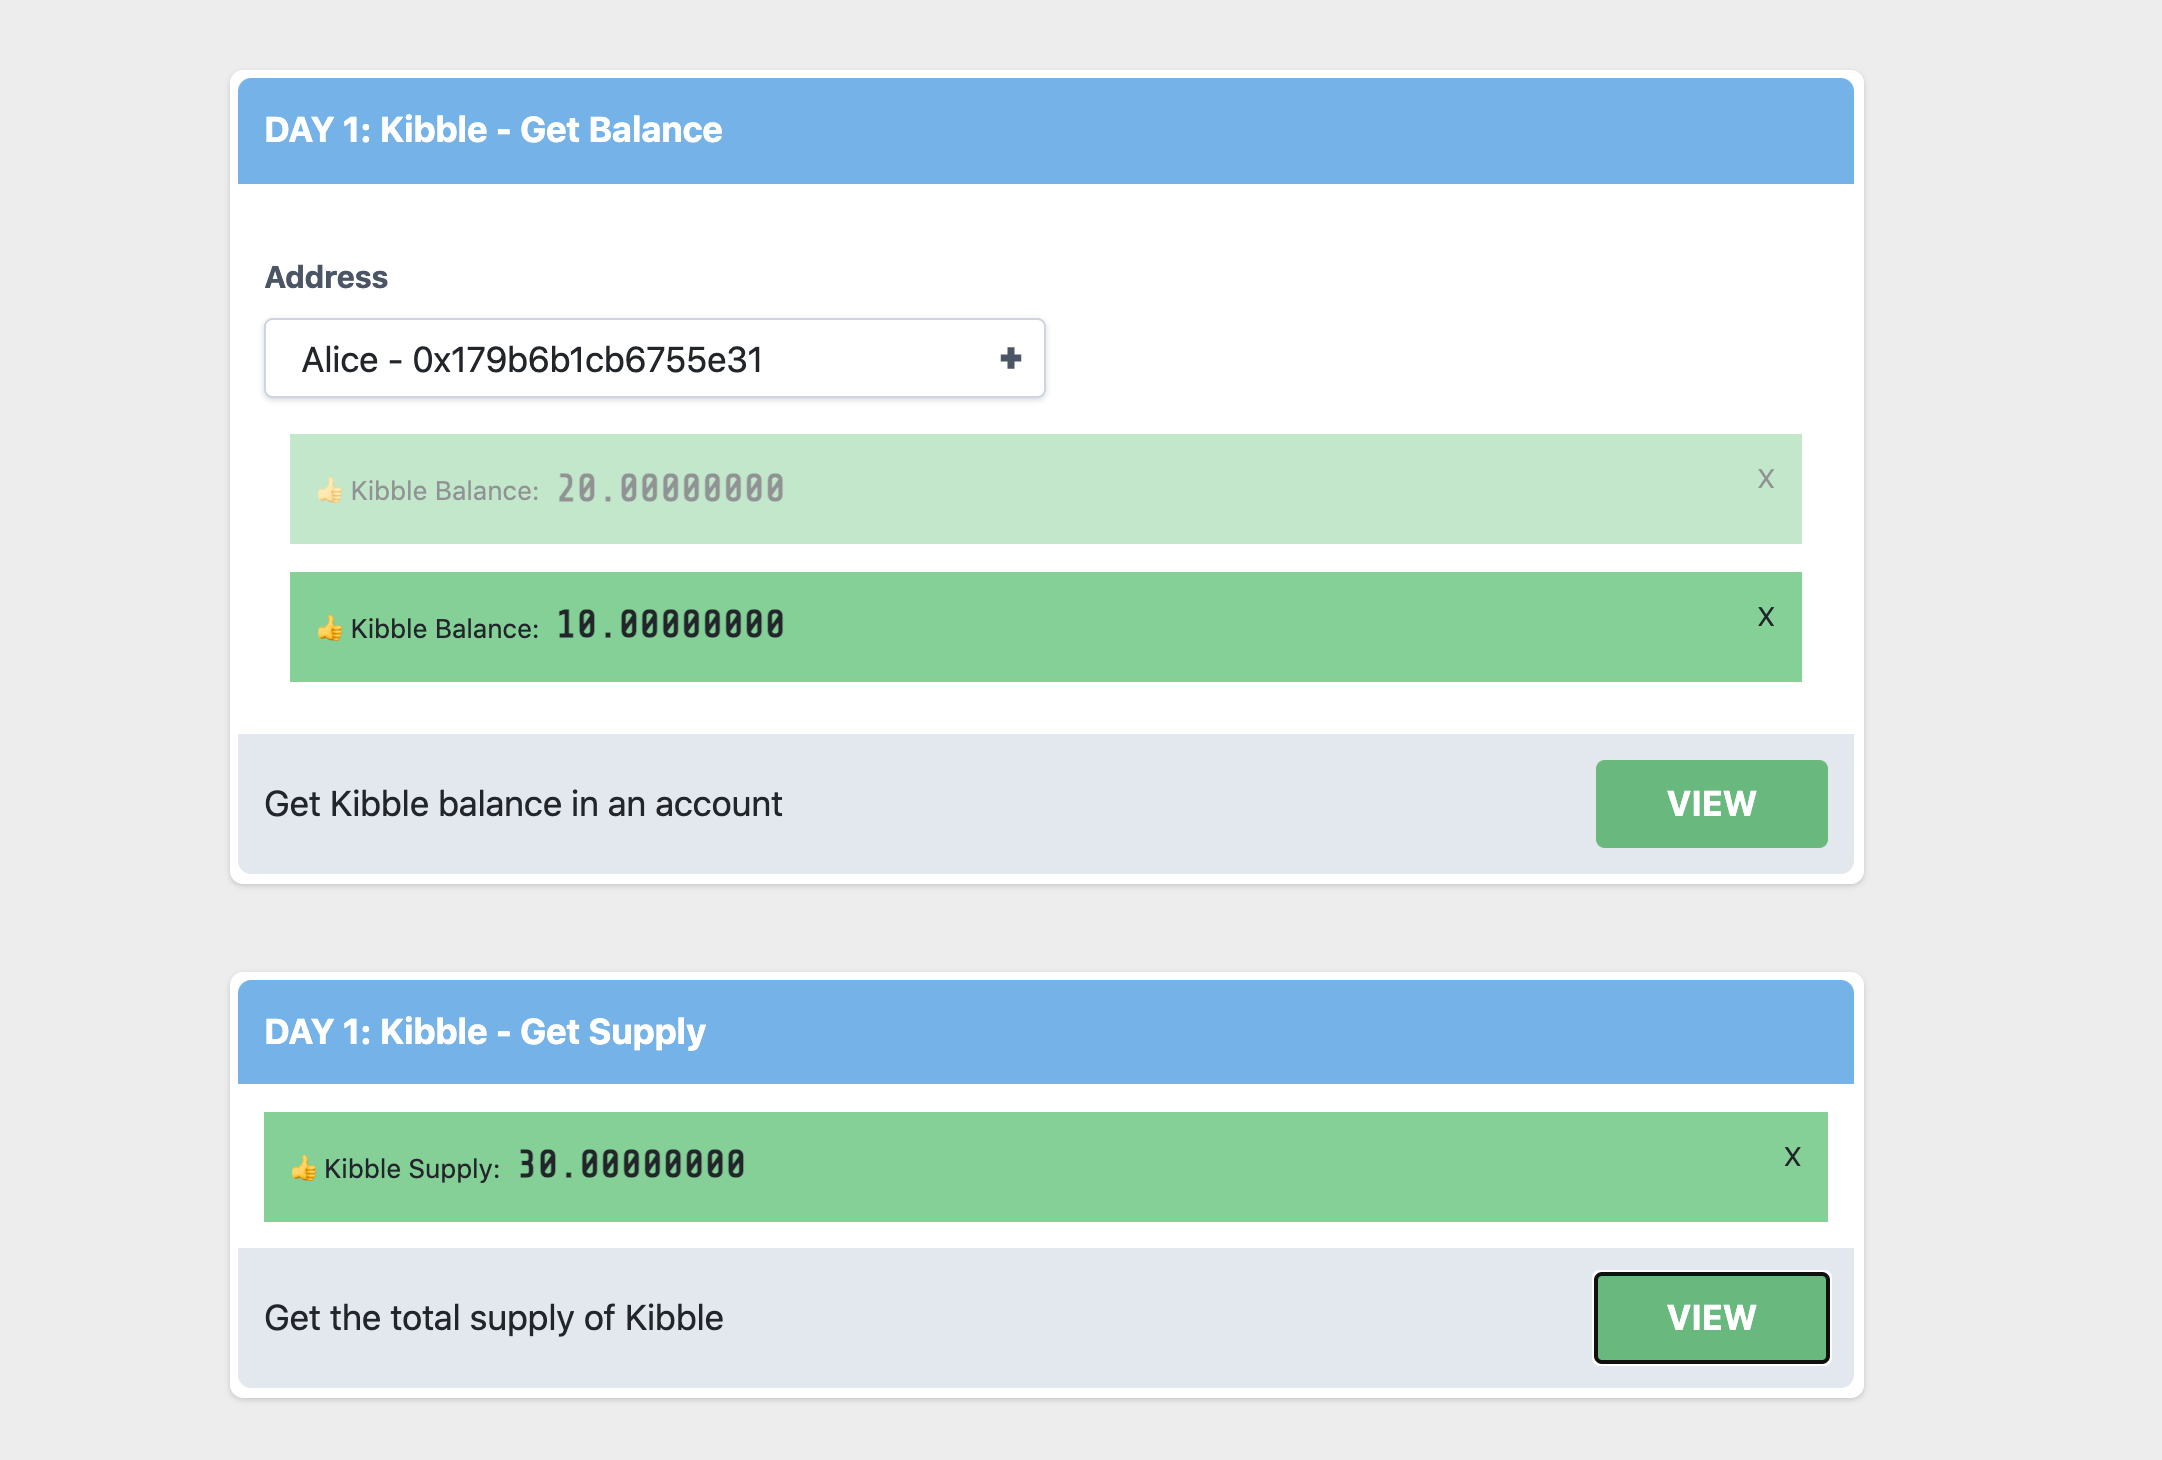 DAY 1: Kibble - Get Balance
Address
Alice - 0x179b6b1cb6755e31
👍 Kibble Balance: 20.00000000 X
👍 Kibble Balance: 10.00000000 X
Get Kibble balance in an account VIEW
DAY 1: Kibble - Get Supply
👍 Kibble Supply: 30.00000000 X
Get the total supply of Kibble VIEW